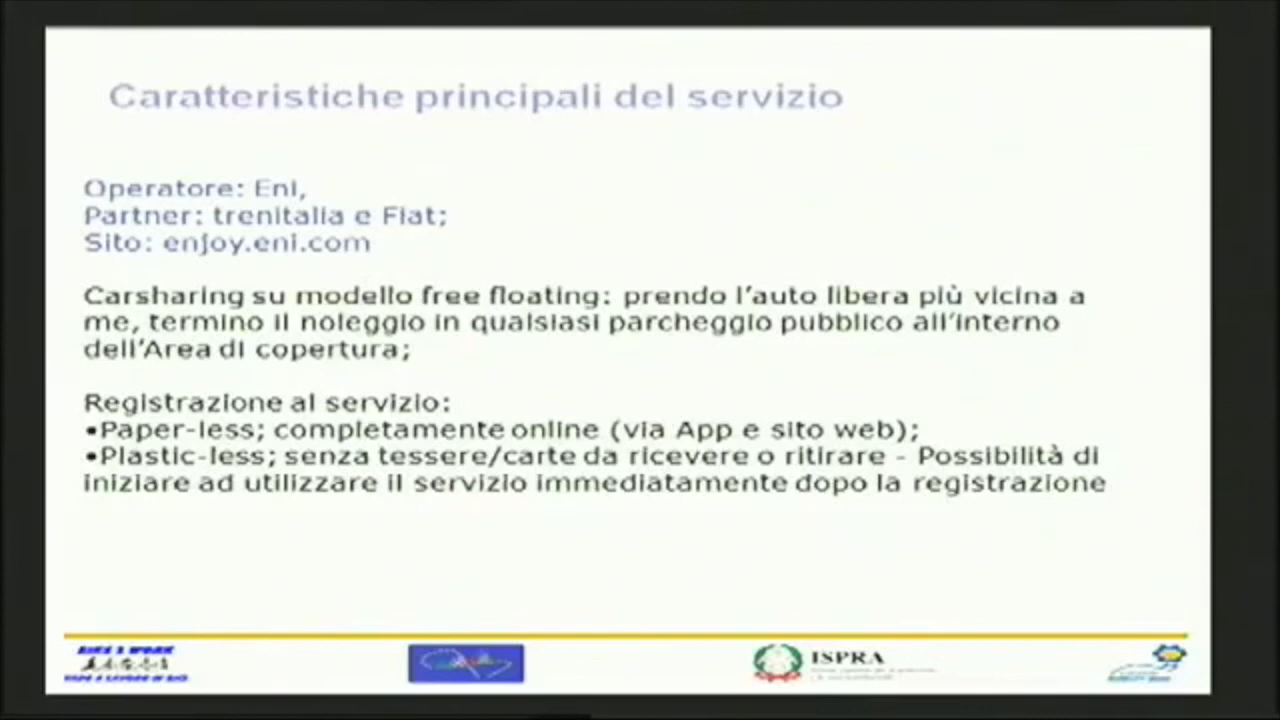 Caratteristiche principali del servizio
Operatore: Eni,
Partner: trenitalia e Fiat;
Sito: enjoy.eni.com
Carsharing su modello free floating: prendo l'auto libera più vicina a
me, termino il noleggio in qualsiasi parcheggio pubblico all'interno
dell'Area di copertura;
Registrazione al servizio:
•Paper-less; completamente online (via App e sito web);
•Plastic-less; senza tessere/carte da ricevere o ritirare - Possibilità di
iniziare ad utilizzare il servizio immediatamente dopo la registrazione
BIKE 2 WORK
ISPRA